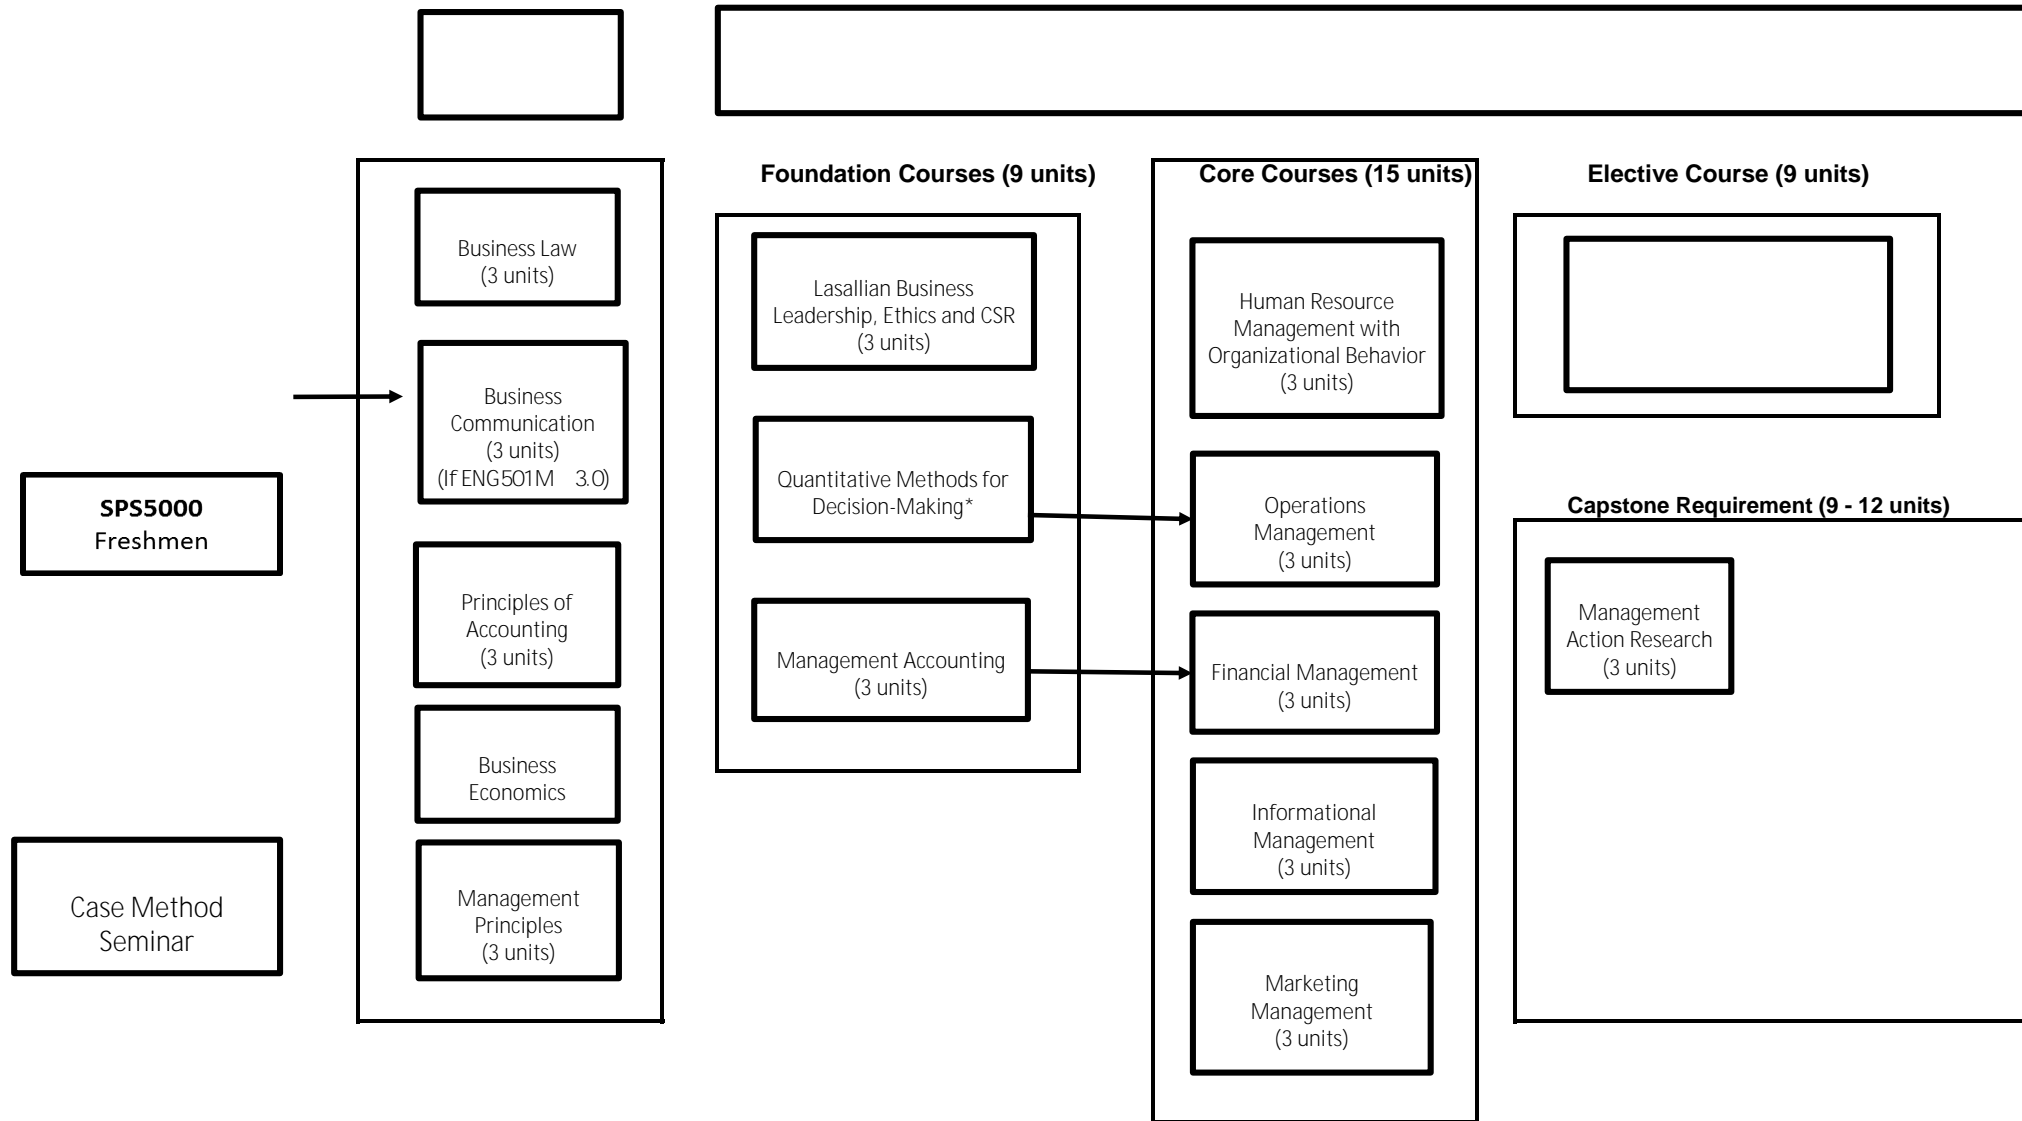 SPS5000
Freshmen
Case Method
Seminar
Business Law
(3 units)
Business
Communication
(3 units)
(If ENG501M 3.0)
Principles of
Accounting
(3 units)
Business
Economics
Management
Principles
(3 units)
Foundation Courses (9 units)
Lasallian Business
Leadership, Ethics and CSR
(3 units)
Quantitative Methods for
Decision-Making*
Management Accounting
(3 units)
Core Courses (15 units)
Human Resource
Management with
Organizational Behavior
(3 units)
Operations
Management
(3 units)
Financial Management
(3 units)
Informational
Management
(3 units)
Marketing
Management
(3 units)
Elective Course (9 units)
Capstone Requirement (9 - 12 units)
Management
Action Research
(3 units)